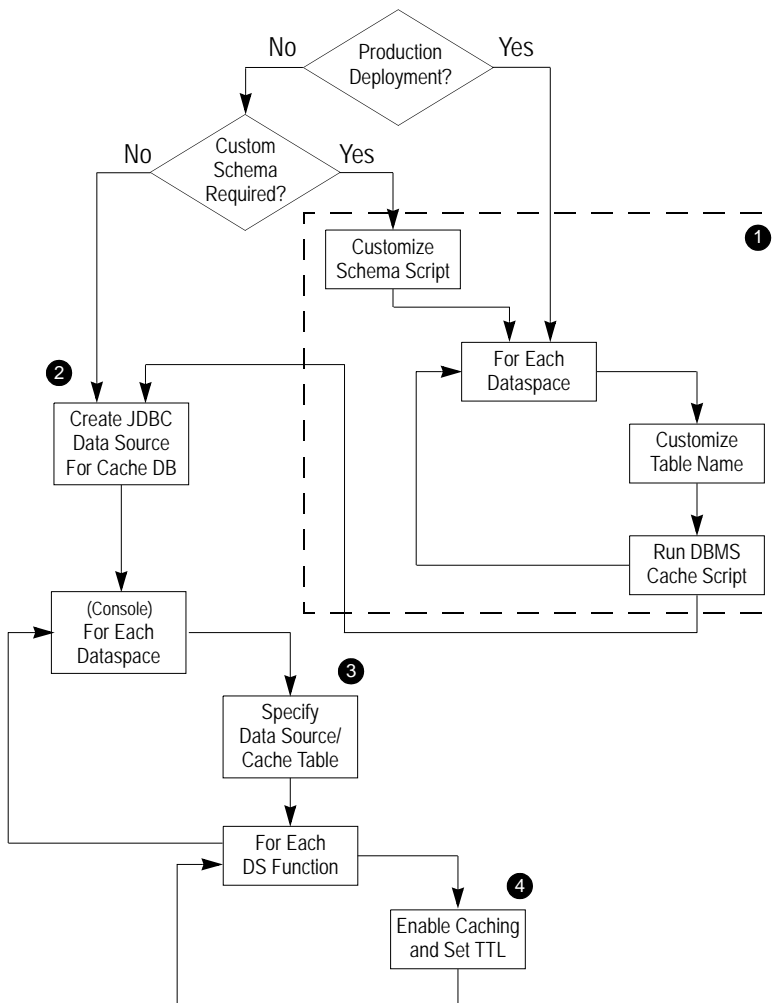 No
Production
Deployment?
Yes
No
Custom
Schema
Required?
Yes
1
Customize
Schema Script
For Each
Dataspace
2
Create JDBC
Data Source
For Cache DB
Customize
Table Name
Run DBMS
Cache Script
(Console)
For Each
Dataspace
3
Specify
Data Source/
Cache Table
For Each
DS Function
4
Enable Caching
and Set TTL